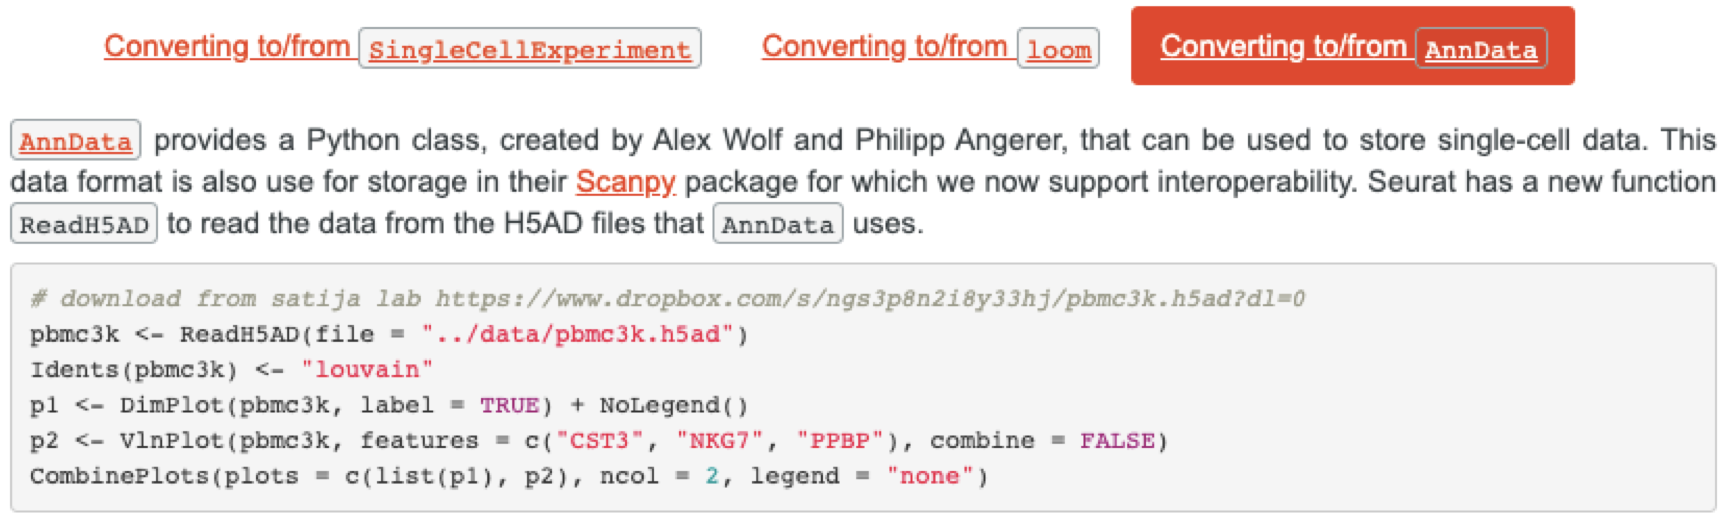 Converting to/from SingleCellExperiment Converting to/from loom Converting to/from AnnData
AnnData provides a Python class, created by Alex Wolf and Philipp Angerer, that can be used to store single-cell data. This
data format is also use for storage in their Scanpy package for which we now support interoperability. Seurat has a new function
ReadH5AD to read the data from the H5AD files that AnnData uses.
# download from satija lab https://www.dropbox.com/s/ngs3p8n2i8y33hj/pbmc3k.h5ad?dl=0
pbmc3k <- ReadH5AD(file = "../data/pbmc3k.h5ad")
Idents(pbmc3k) <- "louvain"
p1 <- DimPlot(pbmc3k, label = TRUE) + NoLegend()
p2 <- VlnPlot(pbmc3k, features = c("CST3", "NKG7", "PPBP"), combine = FALSE)
CombinePlots(plots = c(list(p1), p2), ncol = 2, legend = "none")